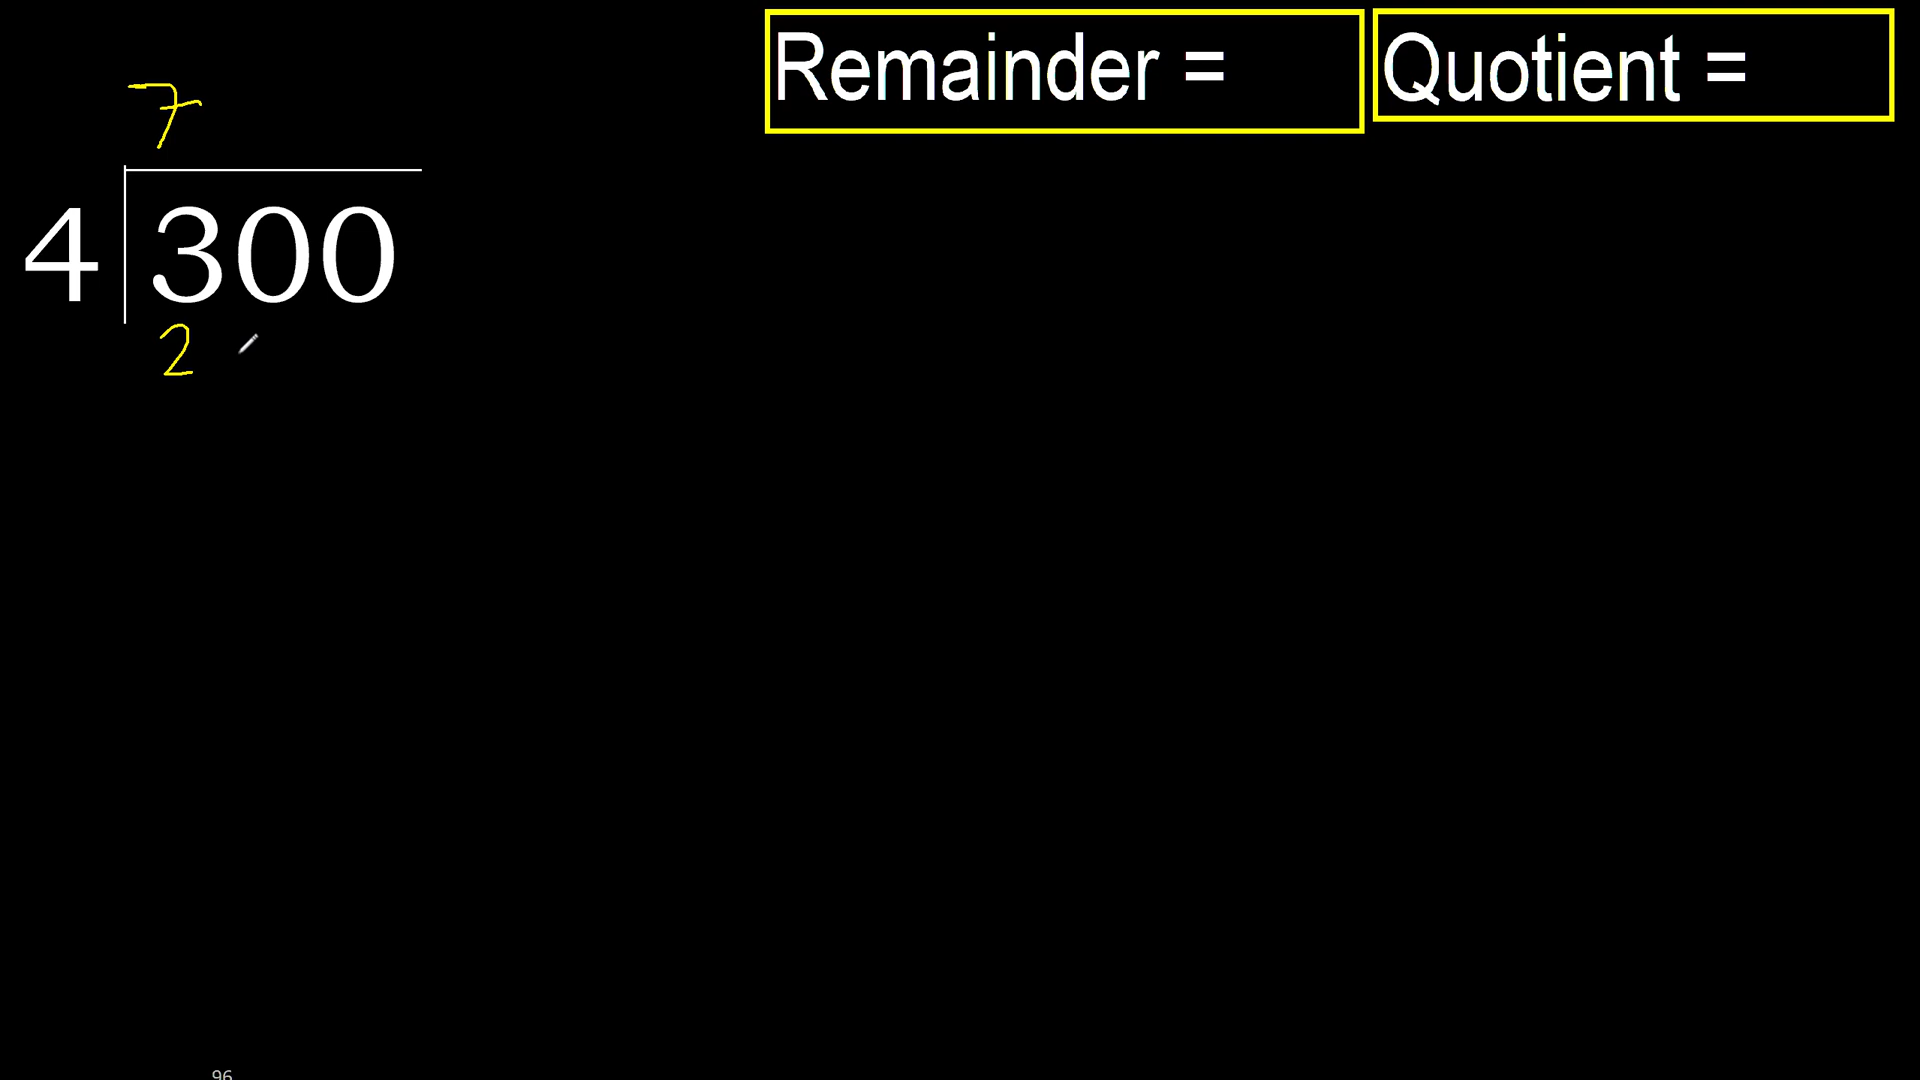 Remainder = Quotient =
7
4 300
2
96